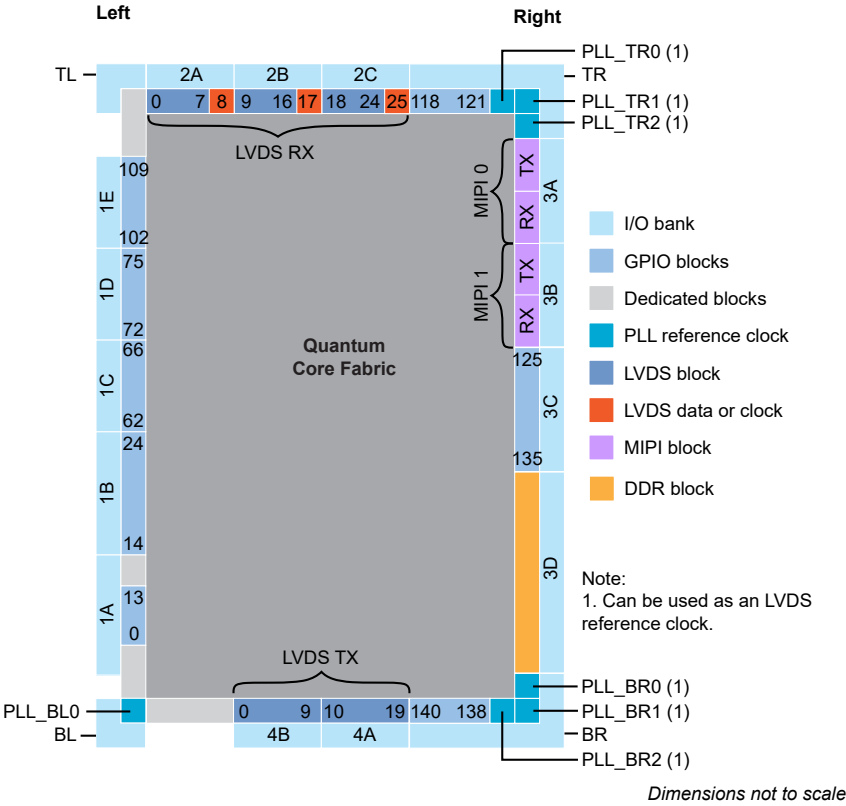 Left
Right
PLL_TR0 (1)
TL
2A
2B
2C
TR
0 7 8 9 16 17 18 24 25 118 121
PLL_TR1 (1)
PLL_TR2 (1)
LVDS RX
MIPI 0
TX
RX
3A
109
1E
102
I/O bank
75
1D
72
MIPI 1
TX
RX
3B
GPIO blocks
Dedicated blocks
PLL reference clock
Quantum
Core Fabric
66
1C
62
125
3C
135
LVDS block
LVDS data or clock
MIPI block
DDR block
24
1B
14
3D
13
1A
0
Note:
1. Can be used as an LVDS
reference clock.
LVDS TX
PLL_BR0 (1)
PLL_BL0
0 9 10 19 140 138
PLL_BR1 (1)
BL
4B
4A
BR
PLL_BR2 (1)
Dimensions not to scale